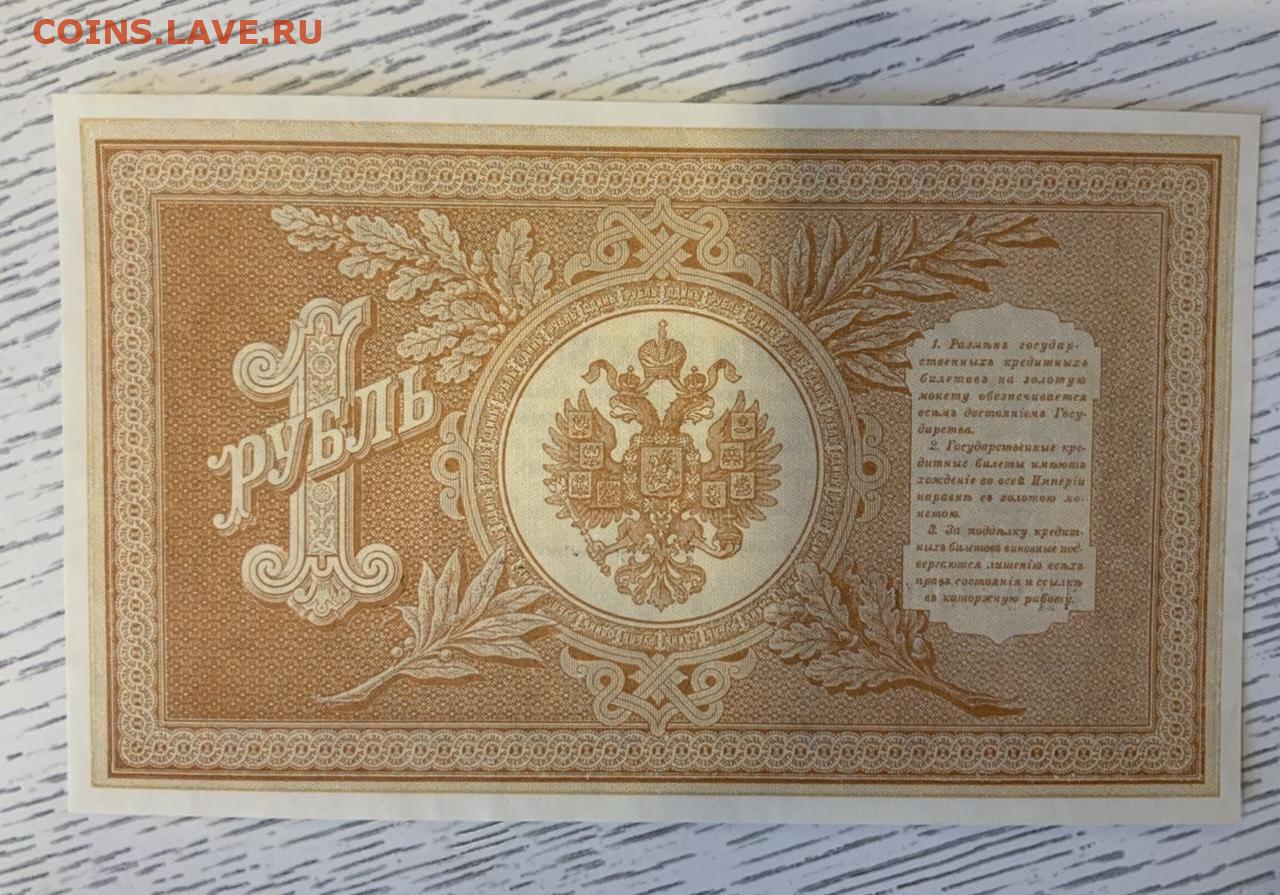 COINS.LAVE.RU
1
РУБЛЬ
1. Размѣнъ государ-
ственныхъ кредитныхъ
билетовъ на золотую
монету обезпечивается
всѣмъ достояніемъ Госу-
дарства.
2. Государственные кре-
дитные билеты имѣютъ
хожденіе во всей Имперіи
наравнѣ съ золотою мо-
нетою.
3. За поддѣлку кредит-
ныхъ билетовъ виновные под-
вергаются лишенію всѣхъ
правъ состоянія и ссылкѣ
въ каторжную работу.